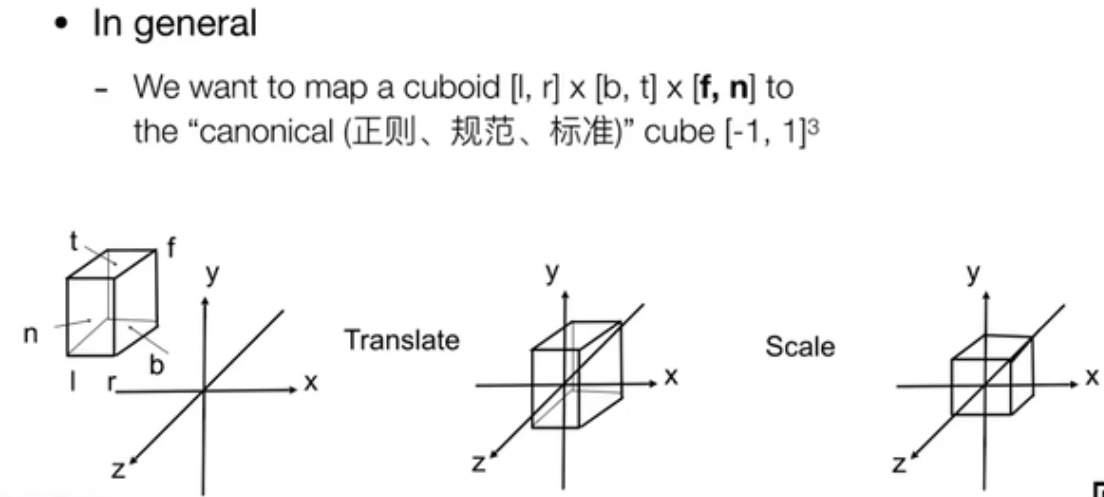 • In general
- We want to map a cuboid [l, r] x [b, t] x [f, n] to
the “canonical (正则、规范、标准)” cube [-1, 1]³
t
f
n
l
r
b
y
x
z
Translate
y
x
z
Scale
y
x
z